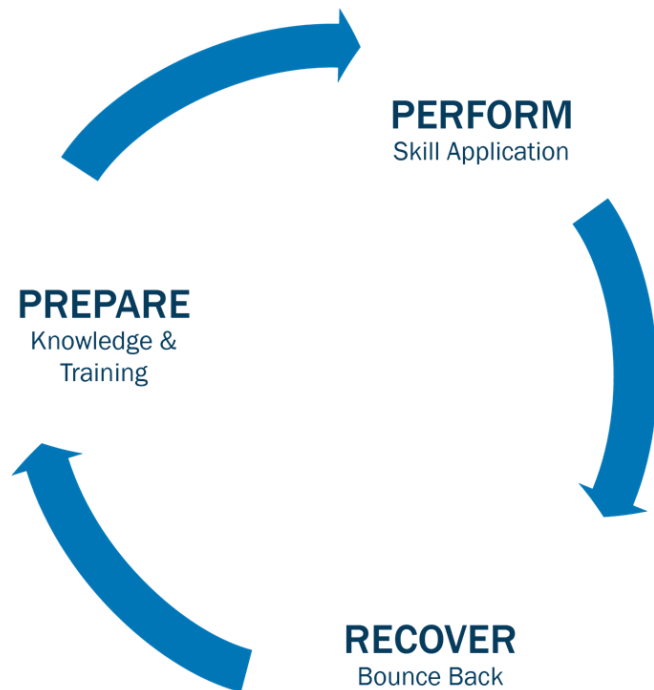 PERFORM
Skill Application
PREPARE
Knowledge &
Training
RECOVER
Bounce Back